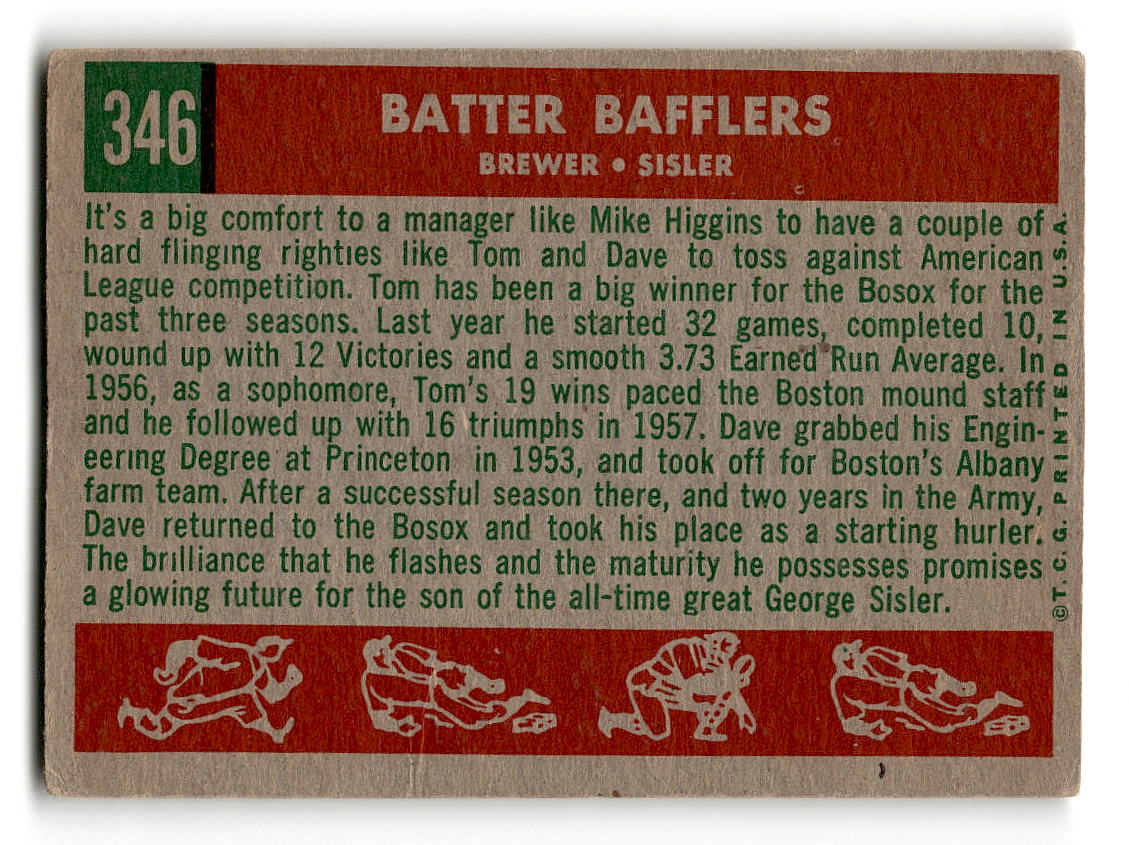 346
BATTER BAFFLERS
BREWER • SISLER
It's a big comfort to a manager like Mike Higgins to have a couple of
hard flinging righties like Tom and Dave to toss against American
League competition. Tom has been a big winner for the Bosox for the
past three seasons. Last year he started 32 games, completed 10,
wound up with 12 Victories and a smooth 3.73 Earned Run Average. In
1956, as a sophomore, Tom's 19 wins paced the Boston mound staff
and he followed up with 16 triumphs in 1957. Dave grabbed his Engin-
eering Degree at Princeton in 1953, and took off for Boston's Albany
farm team. After a successful season there, and two years in the Army,
Dave returned to the Bosox and took his place as a starting hurler.
The brilliance that he flashes and the maturity he possesses promises
a glowing future for the son of the all-time great George Sisler.
©T. C. G. PRINTED IN U.S.A.